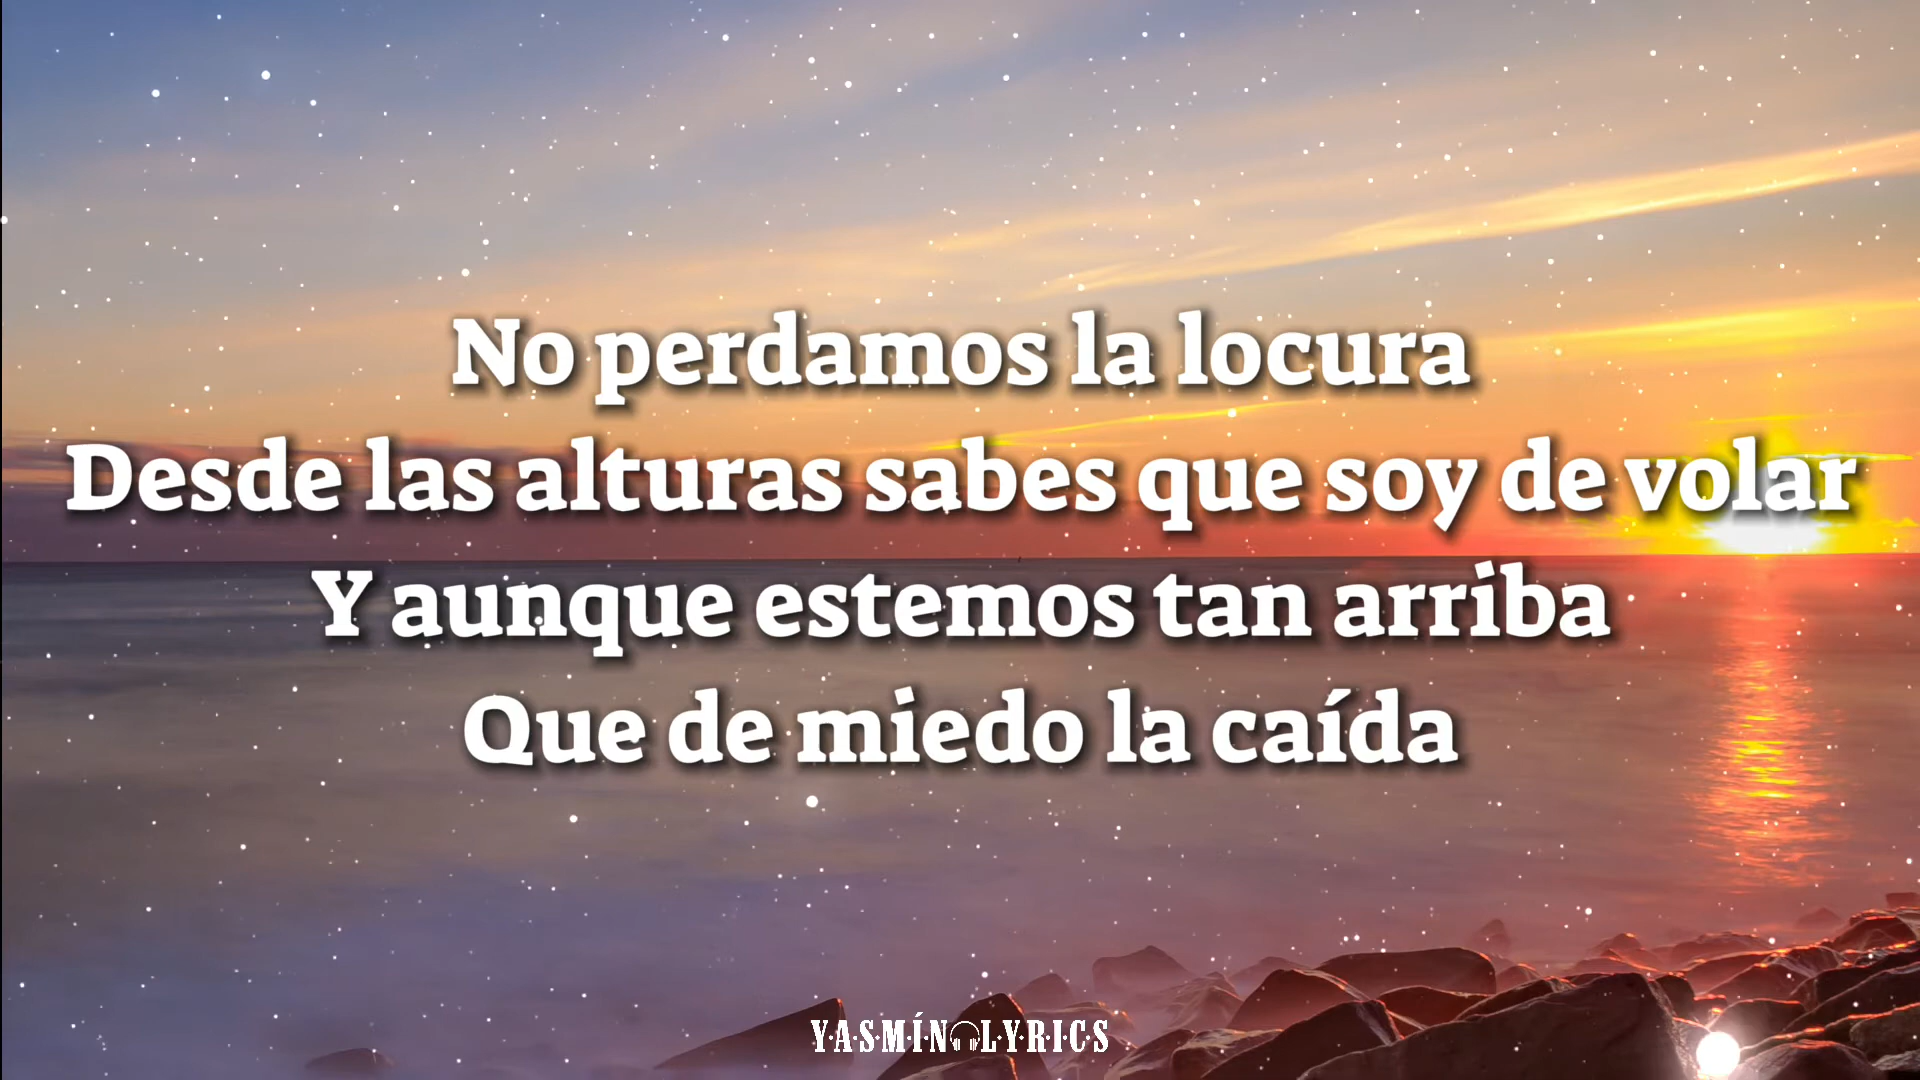 No perdamos la locura
Desde las alturas sabes que soy de volar
Y aunque estemos tan arriba
Que de miedo la caída
YASMÍN LYRICS